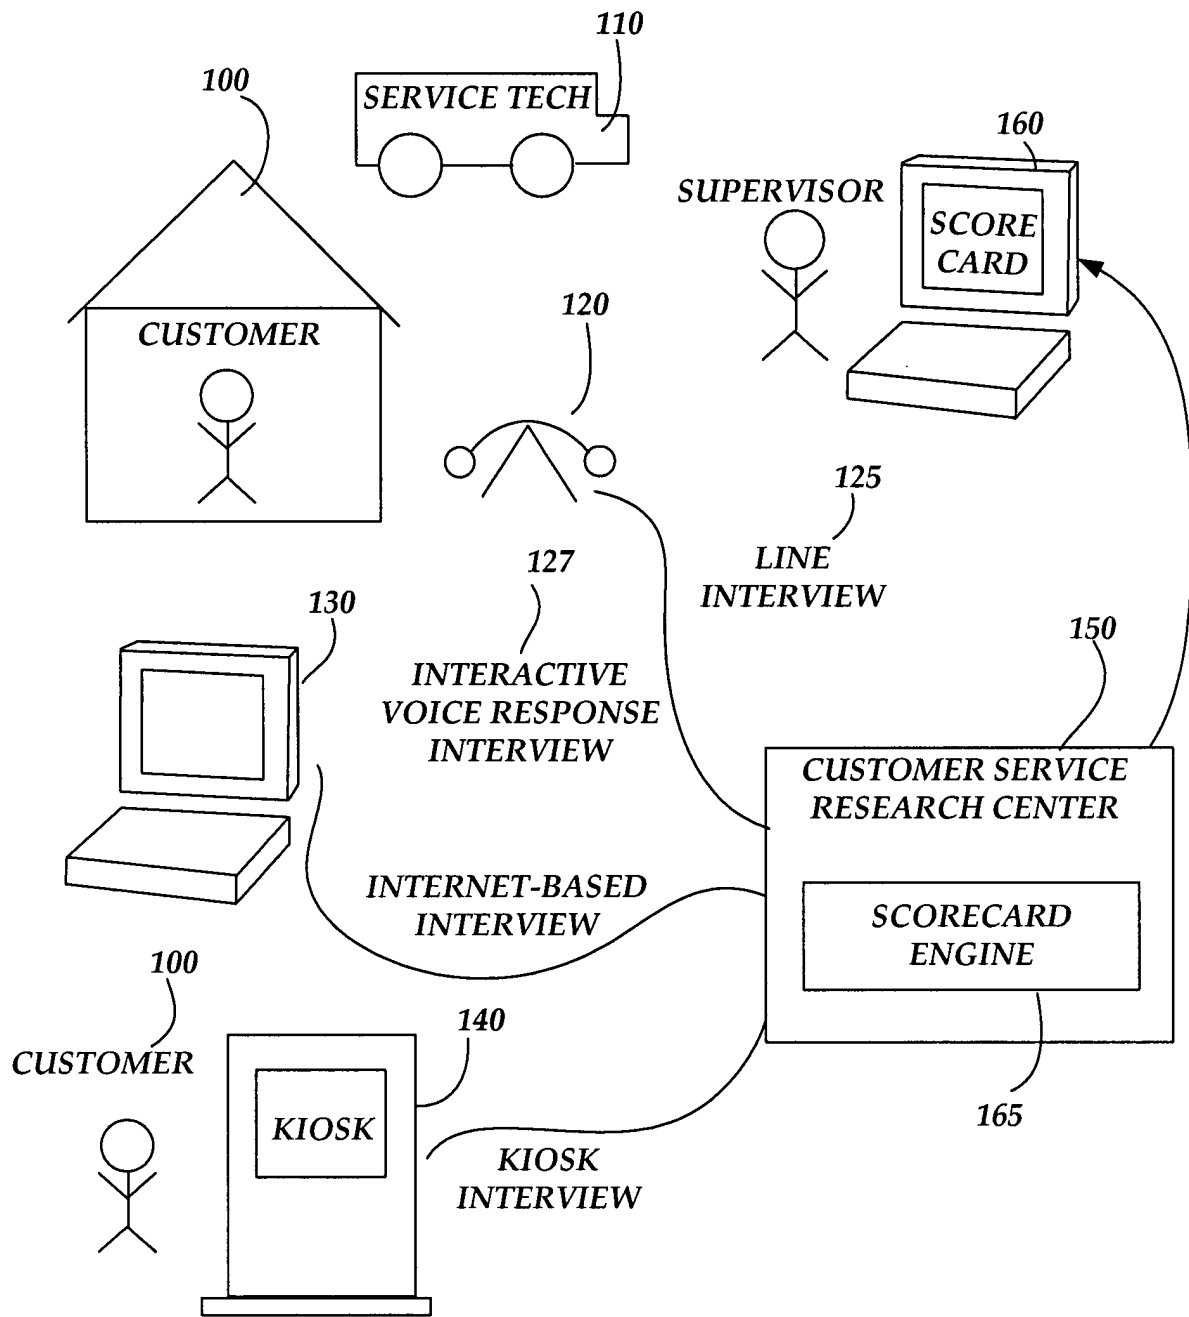 110
100
SERVICE TECH
160
SUPERVISOR
SCORE
CARD
120
CUSTOMER
125
LINE
INTERVIEW
127
130
150
INTERACTIVE
VOICE RESPONSE
INTERVIEW
CUSTOMER SERVICE
RESEARCH CENTER
INTERNET-BASED
INTERVIEW
SCORECARD
ENGINE
100
140
CUSTOMER
165
KIOSK
KIOSK
INTERVIEW